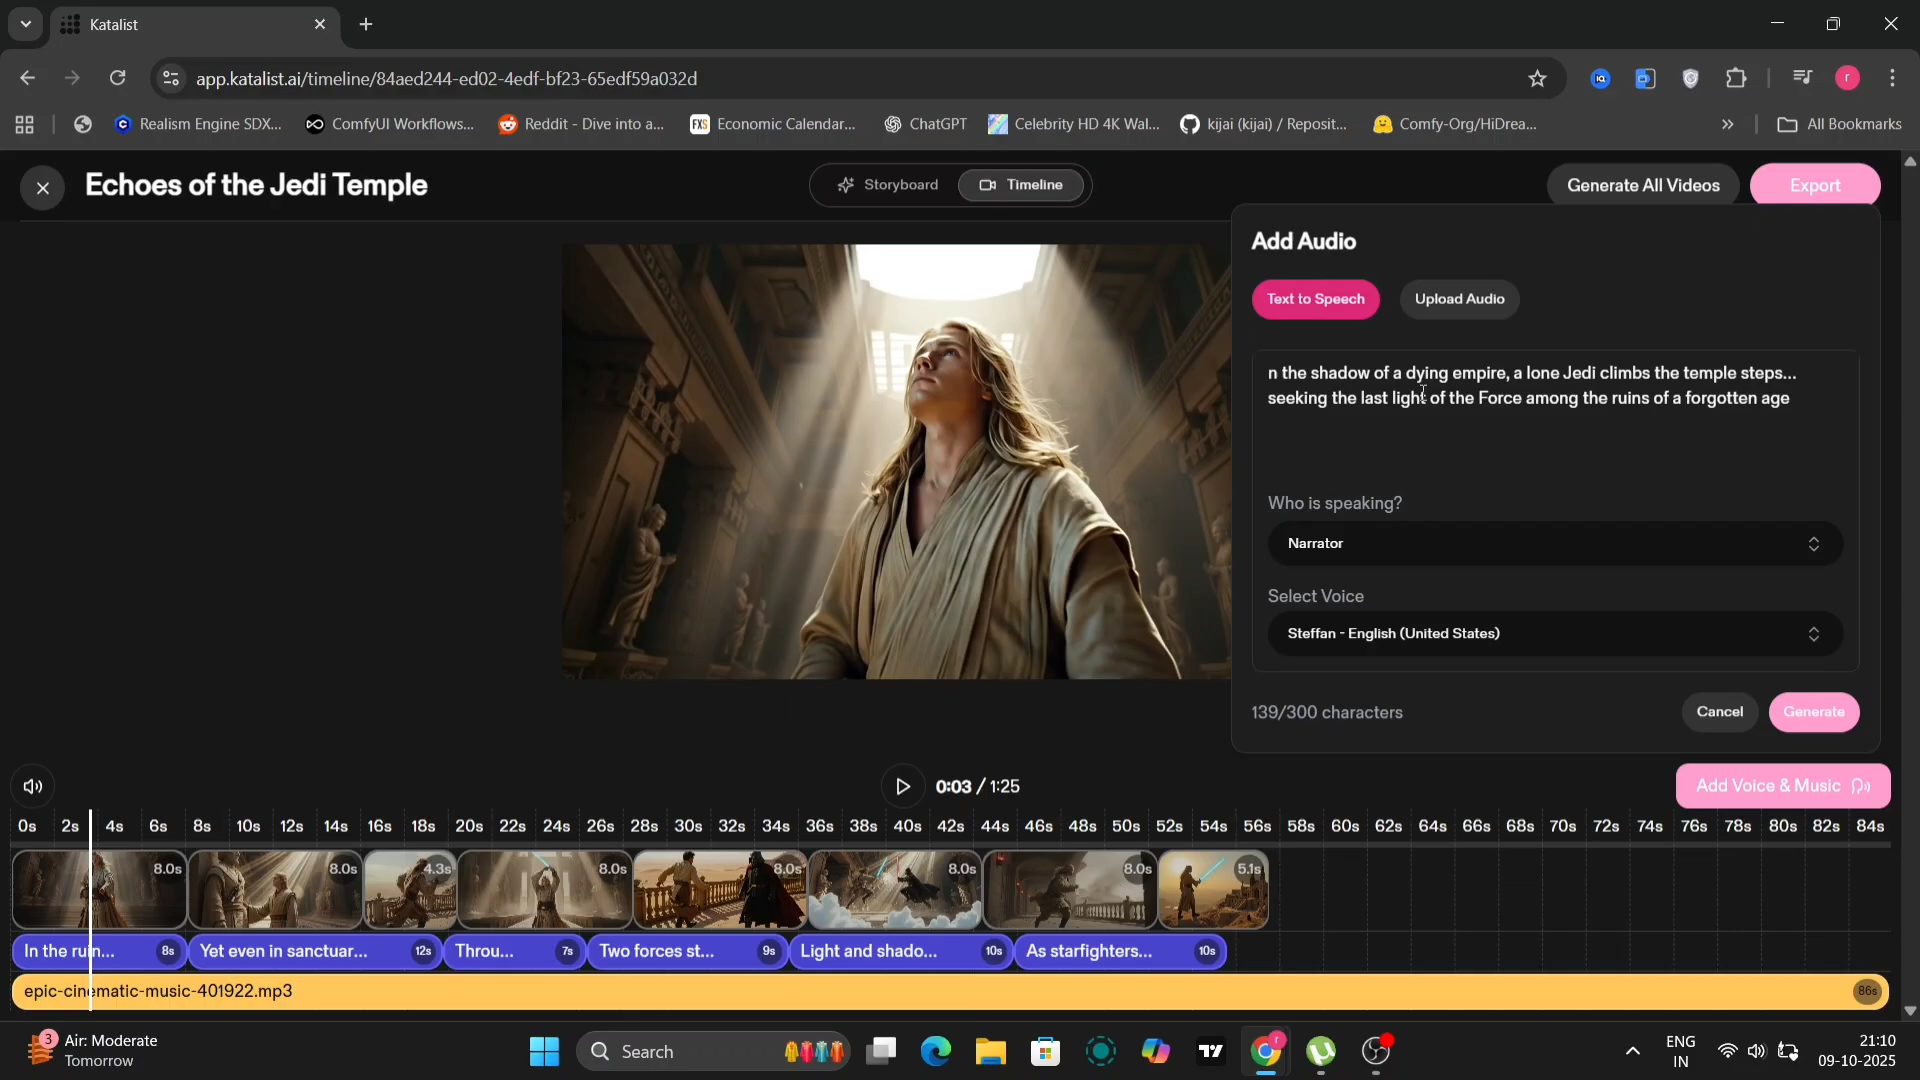 Katalist
app.katalist.ai/timeline/84aed244-ed02-4edf-bf23-65edf59a032d
r
Realism Engine SDX...
ComfyUI Workflows...
Reddit - Dive into a...
FXS
Economic Calendar...
ChatGPT
Celebrity HD 4K Wal...
kijai (kijai) / Reposit...
Comfy-Org/HiDrea...
»
All Bookmarks
Echoes of the Jedi Temple
Storyboard
Timeline
Generate All Videos
Export
Add Audio
Text to Speech
Upload Audio
n the shadow of a dying empire, a lone Jedi climbs the temple steps...
seeking the last light of the Force among the ruins of a forgotten age
Who is speaking?
Narrator
Select Voice
Steffan - English (United States)
139/300 characters
Cancel
Generate
0:03 / 1:25
Add Voice & Music
0s 2s 4s 6s 8s 10s 12s 14s 16s 18s 20s 22s 24s 26s 28s 30s 32s 34s 36s 38s 40s 42s 44s 46s 48s 50s 52s 54s 56s 58s 60s 62s 64s 66s 68s 70s 72s 74s 76s 78s 80s 82s 84s
8.0s 8.0s 4.3s 8.0s 8.0s 8.0s 8.0s 5.1s
In the ruin... 8s Yet even in sanctuar... 12s Throu... 7s Two forces st... 9s Light and shado... 10s As starfighters... 10s
epic-cinematic-music-401922.mp3 86s
3
Air: Moderate
Tomorrow
Search
r
ENG
IN
21:10
09-10-2025